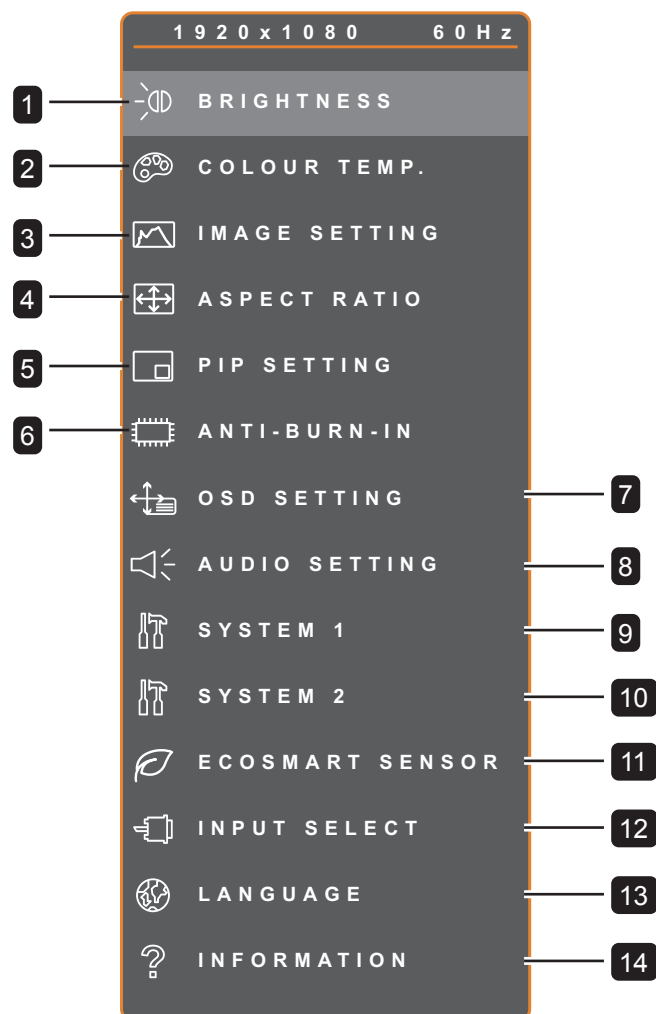 1920x1080 60Hz
1 BRIGHTNESS
2 COLOUR TEMP.
3 IMAGE SETTING
4 ASPECT RATIO
5 PIP SETTING
6 ANTI-BURN-IN
OSD SETTING 7
AUDIO SETTING 8
SYSTEM 1 9
SYSTEM 2 10
ECOSMART SENSOR 11
INPUT SELECT 12
LANGUAGE 13
INFORMATION 14